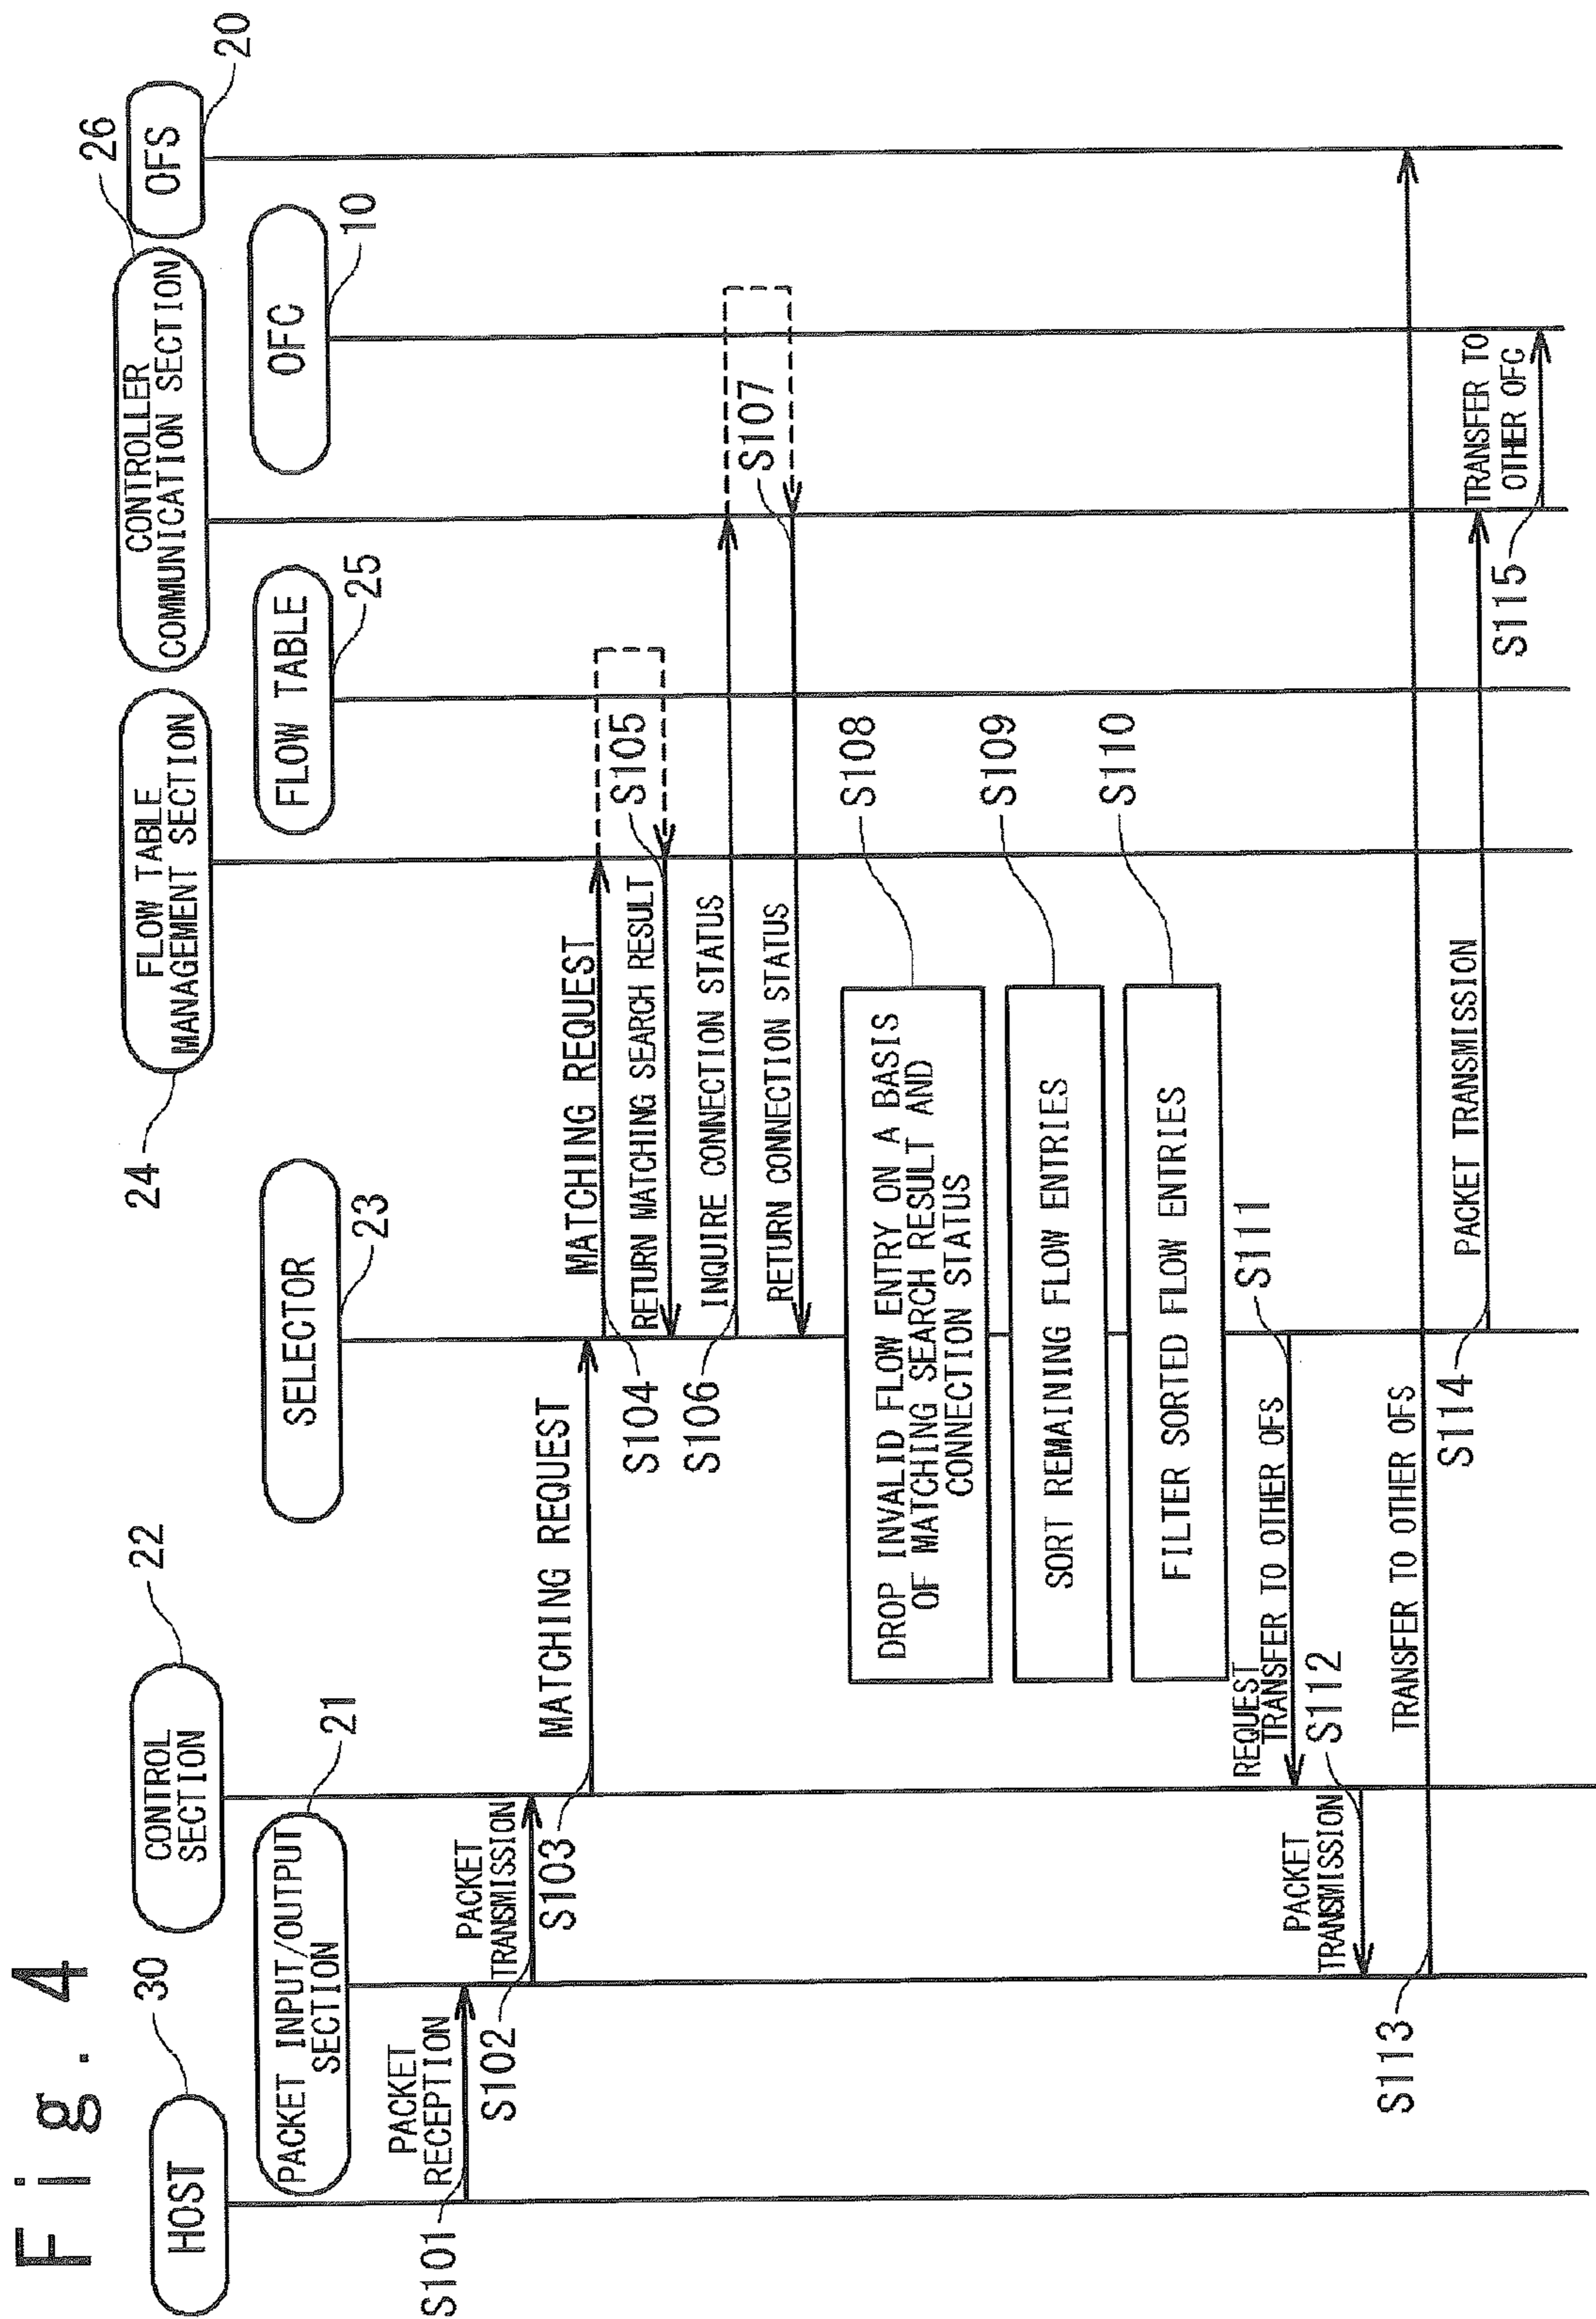 Fig. 4
HOST
30
PACKET INPUT/OUTPUT
SECTION
21
CONTROL
SECTION
22
SELECTOR
23
FLOW TABLE
MANAGEMENT SECTION
24
FLOW TABLE
25
CONTROLLER
COMMUNICATION SECTION
26
OFC
10
OFS
20
PACKET
RECEPTION
S101
PACKET
TRANSMISSION
S102
MATCHING REQUEST
S103
MATCHING REQUEST
S104
RETURN MATCHING SEARCH RESULT
S105
INQUIRE CONNECTION STATUS
S106
RETURN CONNECTION STATUS
S107
DROP INVALID FLOW ENTRY ON A BASIS
OF MATCHING SEARCH RESULT AND
CONNECTION STATUS
S108
SORT REMAINING FLOW ENTRIES
S109
FILTER SORTED FLOW ENTRIES
S110
REQUEST
TRANSFER TO OTHER OFS
S111
PACKET
TRANSMISSION
S112
TRANSFER TO OTHER OFS
S113
PACKET TRANSMISSION
S114
TRANSFER TO
OTHER OFC
S115